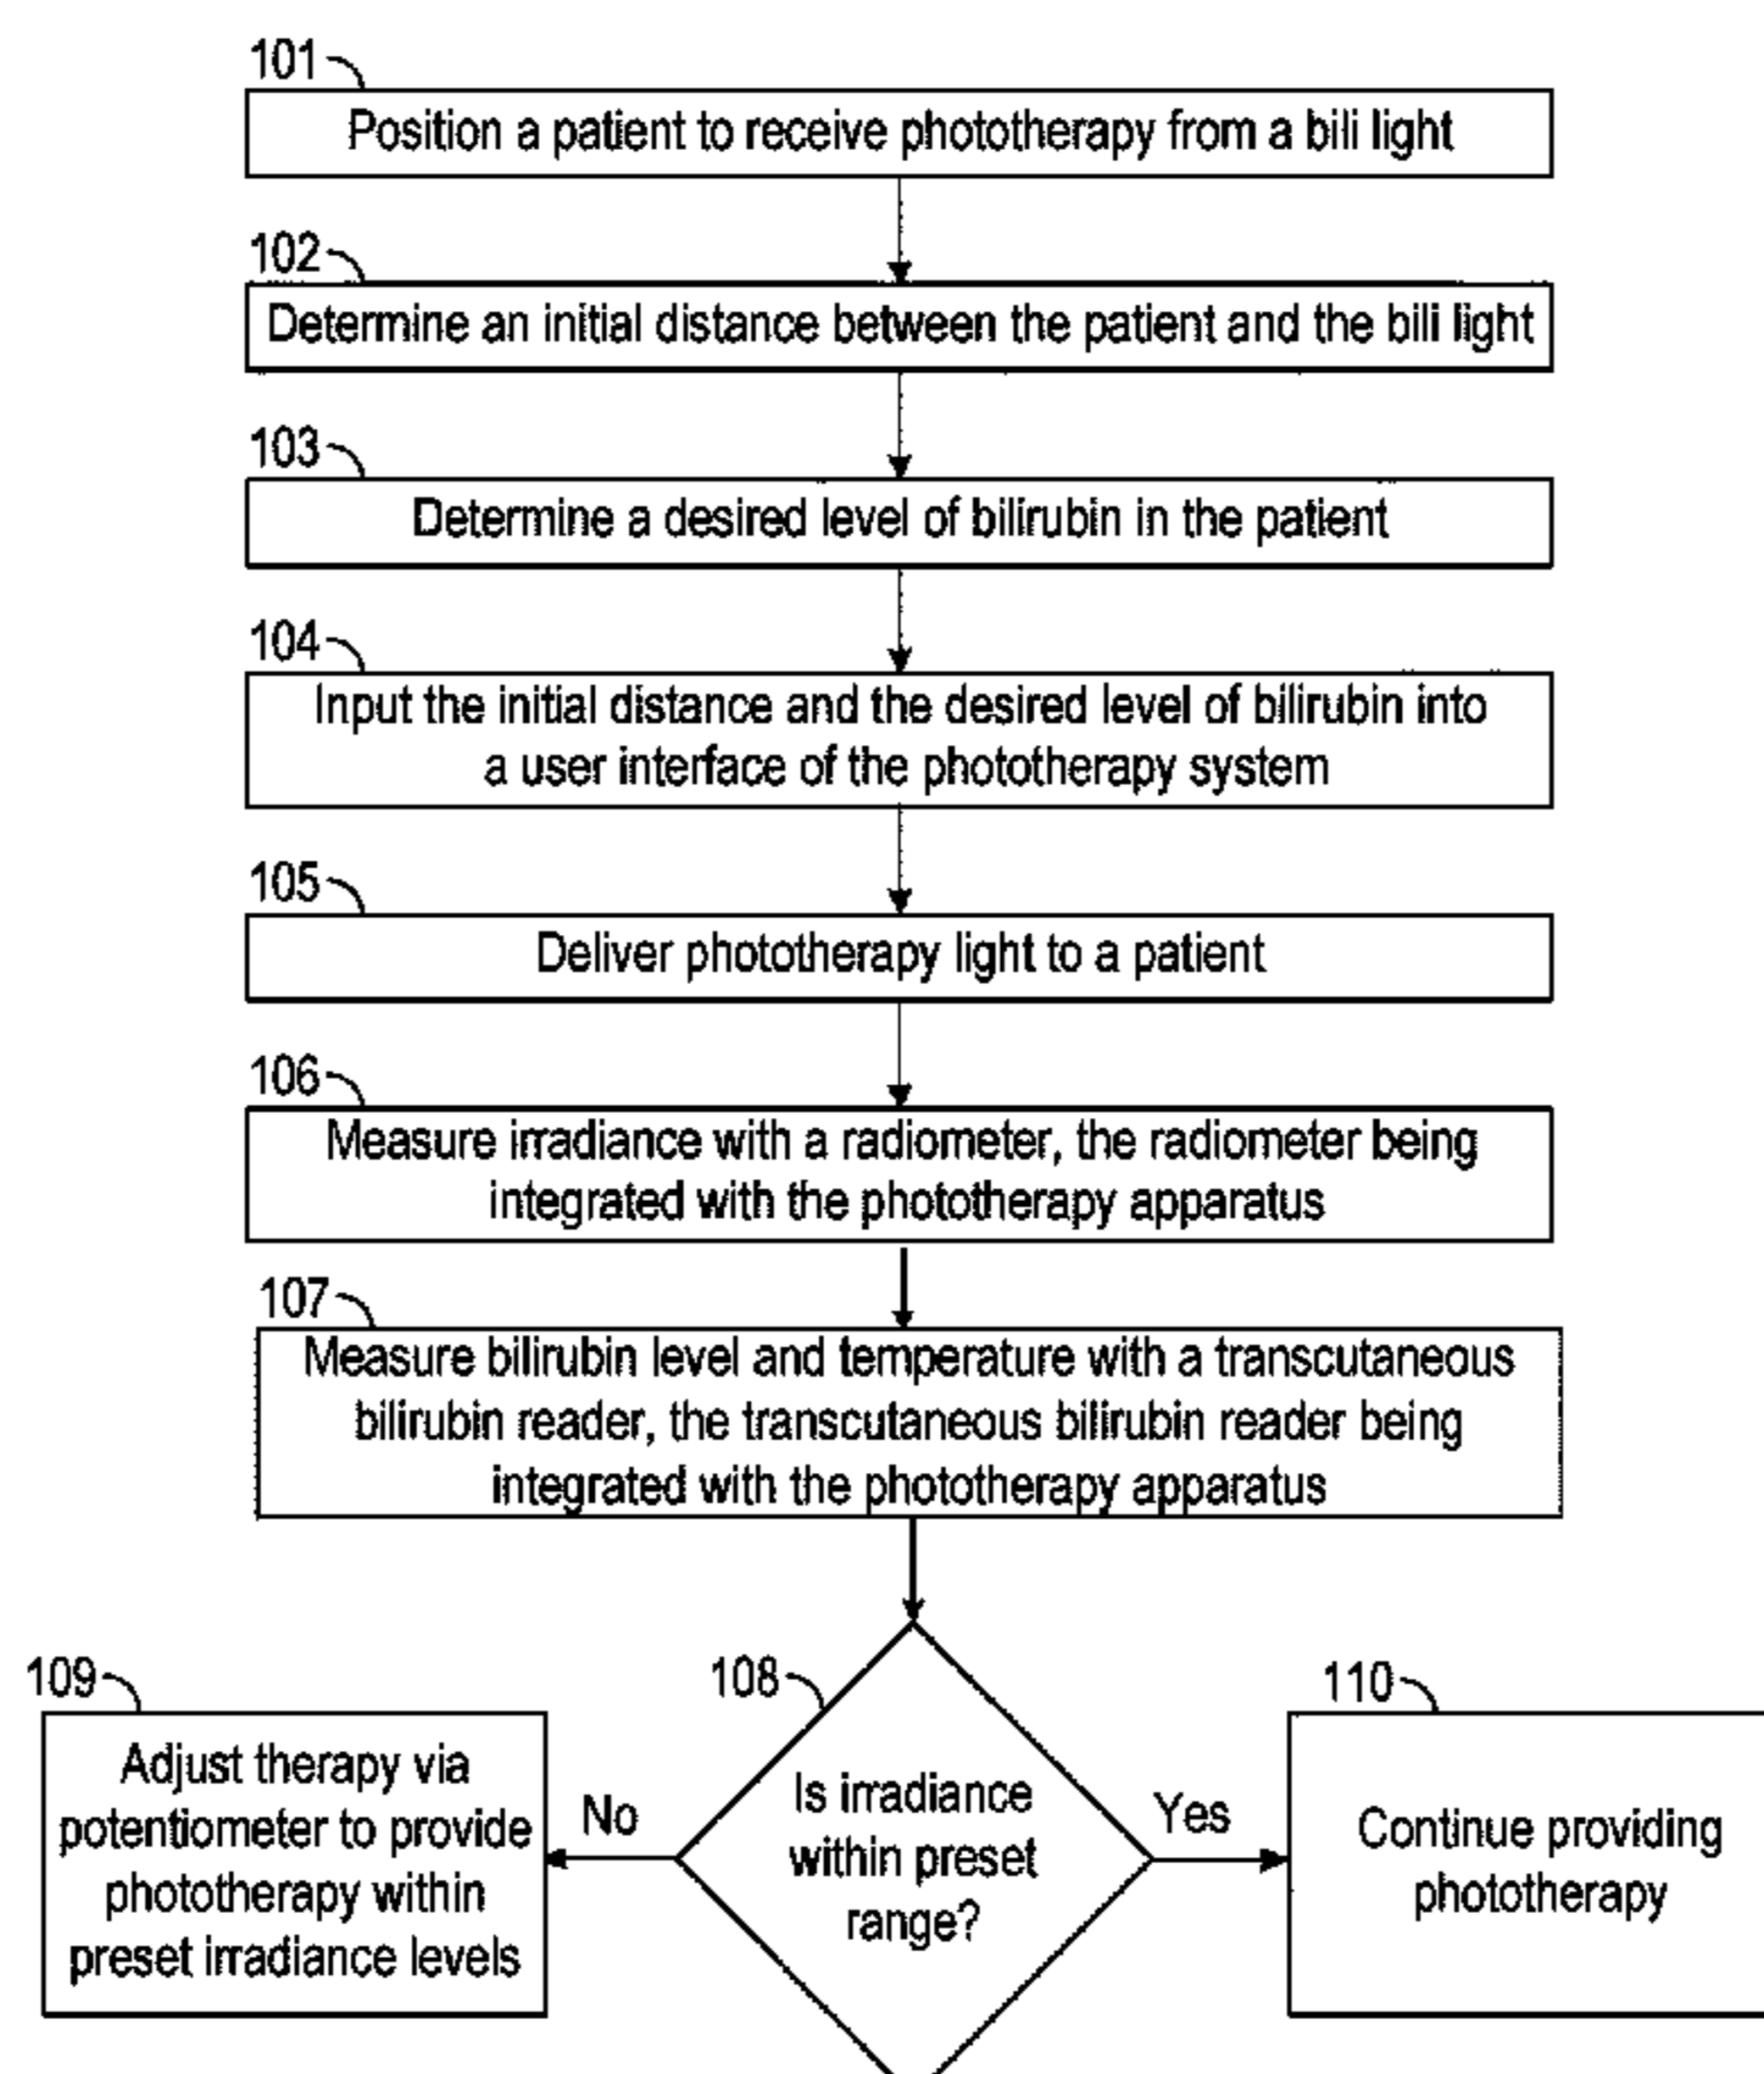 101
Position a patient to receive phototherapy from a bili light
102
Determine an initial distance between the patient and the bili light
103
Determine a desired level of bilirubin in the patient
104
Input the initial distance and the desired level of bilirubin into
a user interface of the phototherapy system
105
Deliver phototherapy light to a patient
106
Measure irradiance with a radiometer, the radiometer being
integrated with the phototherapy apparatus
107
Measure bilirubin level and temperature with a transcutaneous
bilirubin reader, the transcutaneous bilirubin reader being
integrated with the phototherapy apparatus
109
Adjust therapy via
potentiometer to provide
phototherapy within
preset irradiance levels
No
108
Is irradiance
within preset
range?
Yes
110
Continue providing
phototherapy